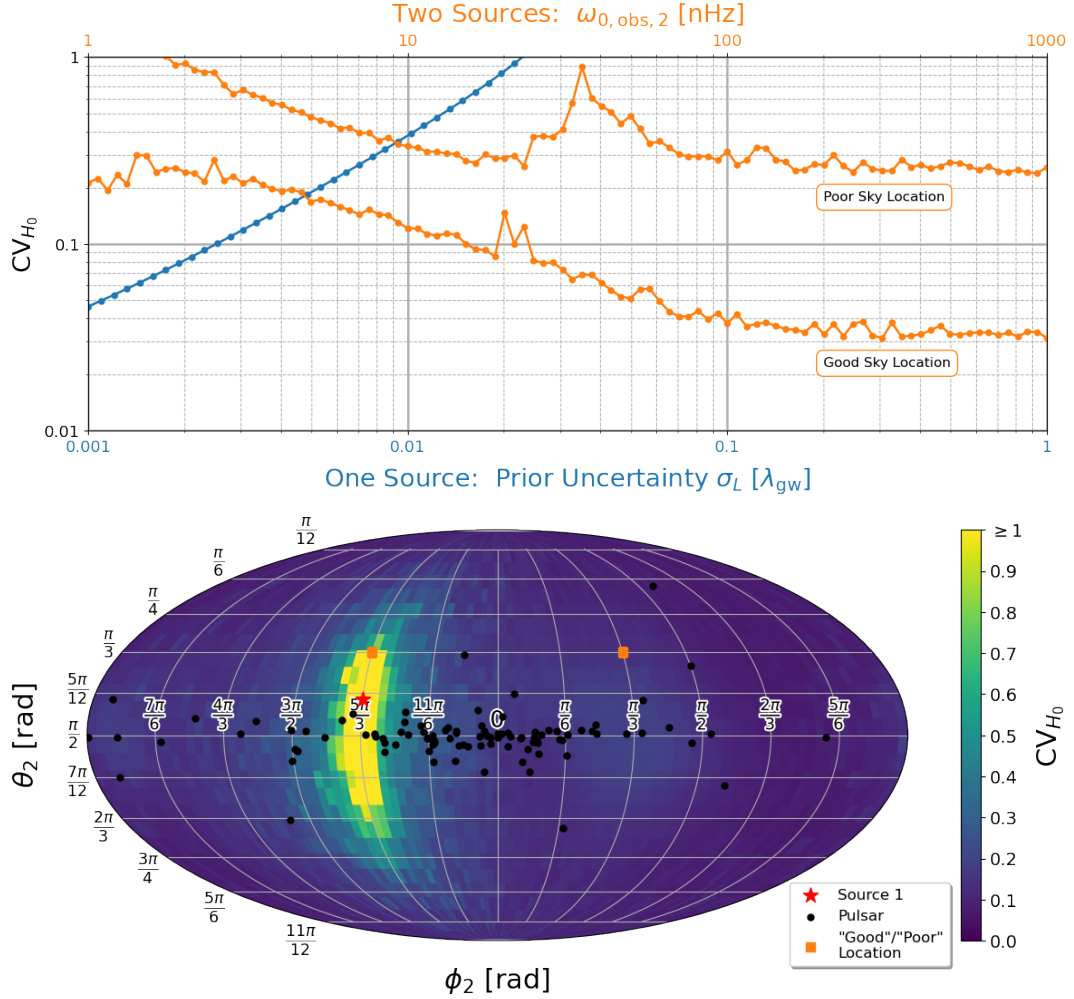 Two Sources: ω0, obs, 2 [nHz]
1 10 100 1000
CV_H0
1
0.1
0.01
Poor Sky Location
Good Sky Location
0.001 0.01 0.1 1
One Source: Prior Uncertainty σL [λgw]
π/12
π/6
π/4
π/3
5π/12
π/2
7π/12
2π/3
3π/4
5π/6
11π/12
θ2 [rad]
7π/6 4π/3 3π/2 5π/3 11π/6 0 π/6 π/3 π/2 2π/3 5π/6
ϕ2 [rad]
≥ 1
0.9
0.8
0.7
0.6
0.5
0.4
0.3
0.2
0.1
0.0
CV_H0
Source 1
Pulsar
"Good"/"Poor"
Location